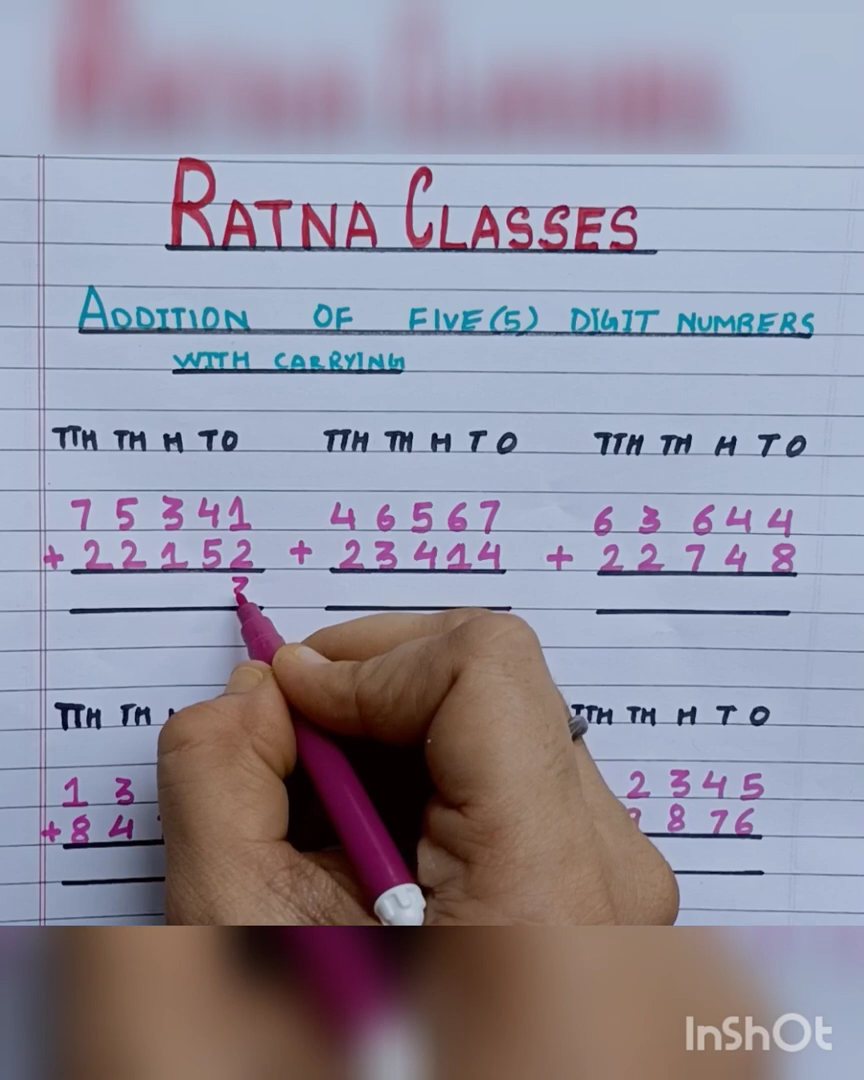 RATNA CLASSES
ADDITION OF FIVE(5) DIGIT NUMBERS
WITH CARRYING
TTH TH H T O TTH TH H T O TTH TH H T O
7 5 3 4 1 4 6 5 6 7 6 3 6 4 4
+ 2 2 1 5 2 + 2 3 4 1 4 + 2 2 7 4 8
3
TTH TH TTH TH H T O
1 3 2 3 4 5
+ 8 4 8 7 6
InShOt